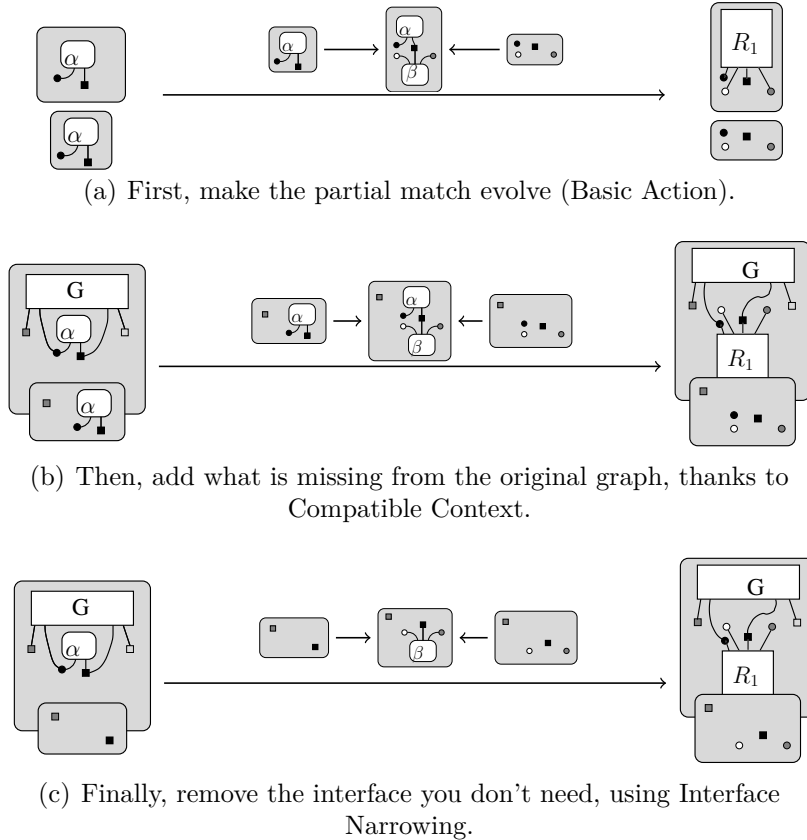 α
α
α
α
β
R₁
(a) First, make the partial match evolve (Basic Action).
G
α
α
α
α
β
G
R₁
(b) Then, add what is missing from the original graph, thanks to
Compatible Context.
G
α
β
G
R₁
(c) Finally, remove the interface you don't need, using Interface
Narrowing.